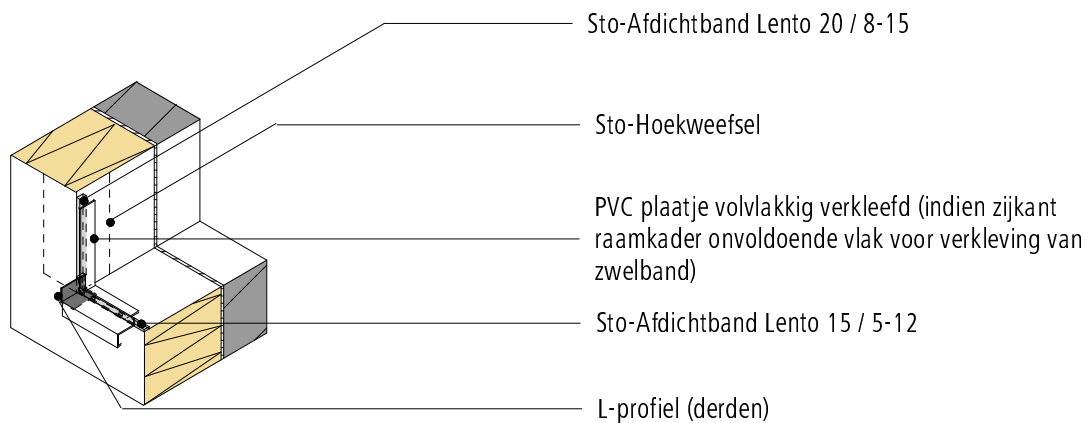 Sto-Afdichtband Lento 20 / 8-15
Sto-Hoekweefsel
PVC plaatje volvlakkig verkleefd (indien zijkant
raamkader onvoldoende vlak voor verkleving van
zwelband)
Sto-Afdichtband Lento 15 / 5-12
L-profiel (derden)